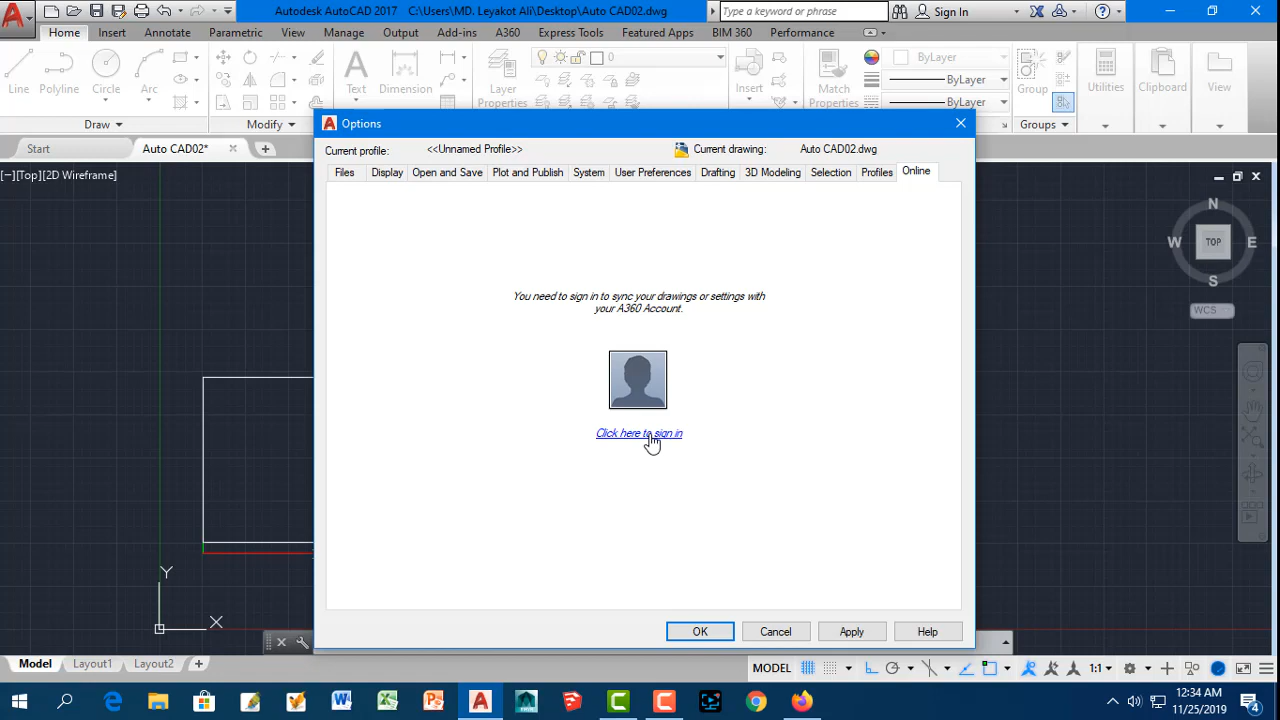 Autodesk AutoCAD 2017 C:\Users\MD. Leyakot Ali\Desktop\Auto CAD02.dwg Type a keyword or phrase Sign In
Home Insert Annotate Parametric View Manage Output Add-ins A360 Express Tools Featured Apps BIM 360 Performance
0 ByLayer
ByLayer
ByLayer
Line Polyline Circle Arc Text Dimension Layer Properties Insert Match Properties Group Utilities Clipboard View
Draw Modify Groups
Start Auto CAD02*
Options
Current profile: <<Unnamed Profile>> Current drawing: Auto CAD02.dwg
Files Display Open and Save Plot and Publish System User Preferences Drafting 3D Modeling Selection Profiles Online
[−][Top][2D Wireframe]
You need to sign in to sync your drawings or settings with
your A360 Account.
Click here to sign in
OK Cancel Apply Help
N
W TOP E
S
WCS
Y
X
Model Layout1 Layout2
MODEL 1:1
12:34 AM
11/25/2019
4